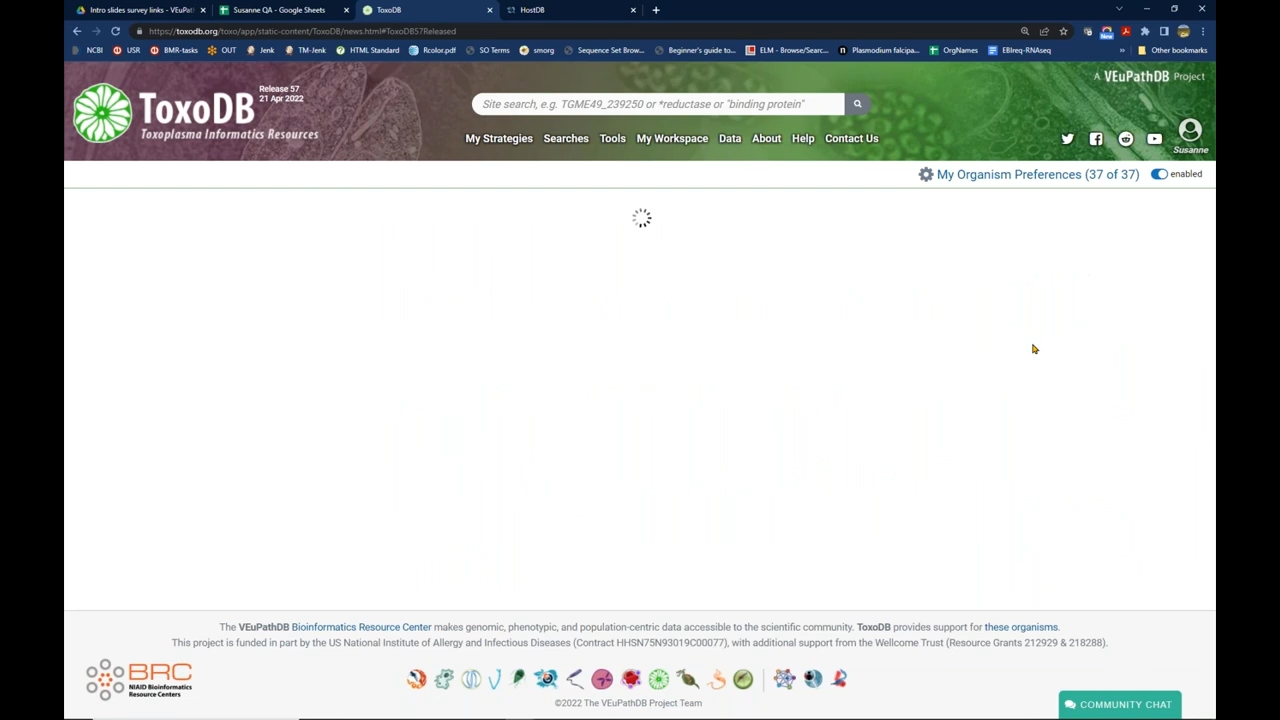 Intro slides survey links - VEuPath
Susanne QA - Google Sheets
ToxoDB
HostDB
https://toxodb.org/toxo/app/static-content/ToxoDB/news.html#ToxoDB57Released
NCBI
USR
BMR-tasks
OUT
Jenk
TM-Jenk
HTML Standard
Rcolor.pdf
SO Terms
smorg
Sequence Set Brow...
Beginner's guide to...
ELM - Browse/Searc...
Plasmodium falcipa...
OrgNames
EBIreq-RNAseq
»
Other bookmarks
ToxoDB
Toxoplasma Informatics Resources
Release 57
21 Apr 2022
Site search, e.g. TGME49_239250 or *reductase or "binding protein"
A VEuPathDB Project
My Strategies Searches Tools My Workspace Data About Help Contact Us
Susanne
My Organism Preferences (37 of 37) enabled
The VEuPathDB Bioinformatics Resource Center makes genomic, phenotypic, and population-centric data accessible to the scientific community. ToxoDB provides support for these organisms.
This project is funded in part by the US National Institute of Allergy and Infectious Diseases (Contract HHSN75N93019C00077), with additional support from the Wellcome Trust (Resource Grants 212929 & 218288).
BRC
NIAID Bioinformatics
Resource Centers
©2022 The VEuPathDB Project Team
COMMUNITY CHAT